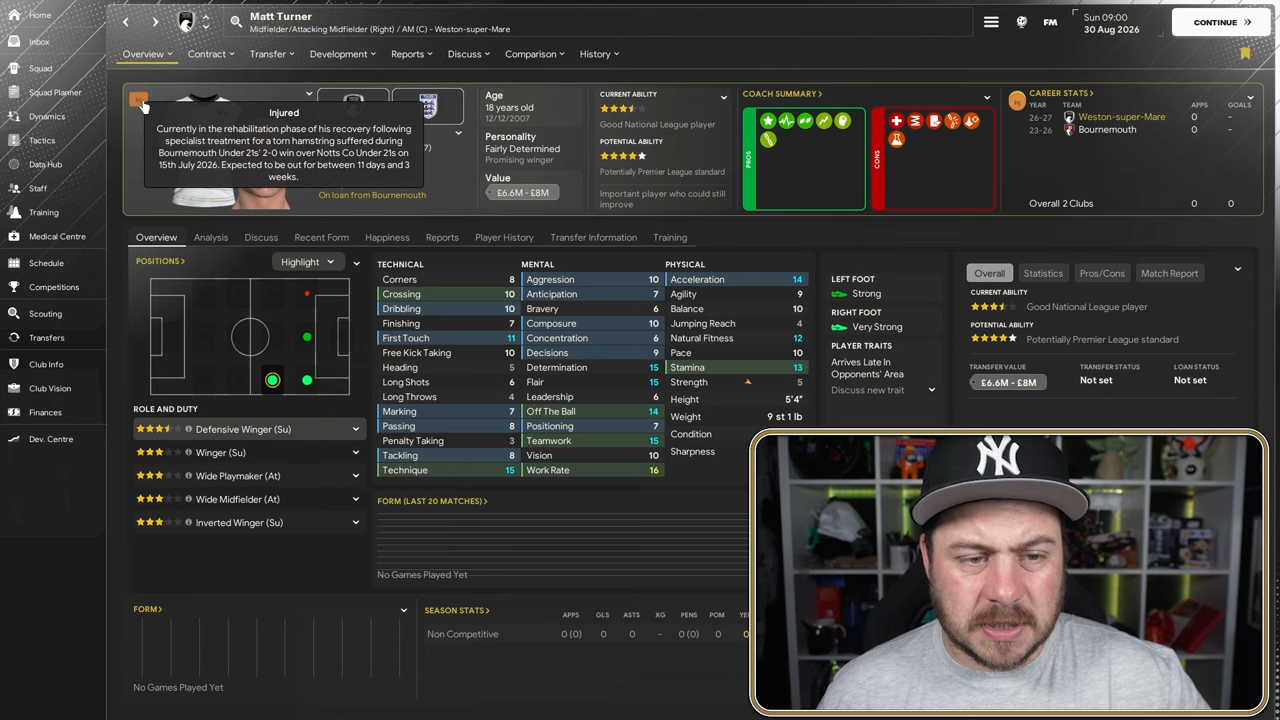 Home
Inbox
Squad
Squad Planner
Dynamics
Tactics
Data Hub
Staff
Training
Medical Centre
Schedule
Competitions
Scouting
Transfers
Club Info
Club Vision
Finances
Dev. Centre
Matt Turner
Midfielder/Attacking Midfielder (Right) / AM (C) - Weston-super-Mare
FM
Sun 09:00
30 Aug 2026
CONTINUE
Overview
Contract
Transfer
Development
Reports
Discuss
Comparison
History
Injured
Currently in the rehabilitation phase of his recovery following
specialist treatment for a torn hamstring suffered during
Bournemouth Under 21s' 2-0 win over Notts Co Under 21s on
15th July 2026. Expected to be out for between 11 days and 3
weeks.
On loan from Bournemouth
Age
18 years old
12/12/2007
Personality
Fairly Determined
Promising winger
Value
£6.6M - £8M
CURRENT ABILITY
Good National League player
POTENTIAL ABILITY
Potentially Premier League standard
Important player who could still
improve
COACH SUMMARY >
PROS
CONS
CAREER STATS >
YEAR TEAM APPS GOALS
26-27 Weston-super-Mare 0 -
23-26 Bournemouth 0 -
Overall 2 Clubs 0 0
Overview
Analysis
Discuss
Recent Form
Happiness
Reports
Player History
Transfer Information
Training
POSITIONS >
Highlight
ROLE AND DUTY
Defensive Winger (Su)
Winger (Su)
Wide Playmaker (At)
Wide Midfielder (At)
Inverted Winger (Su)
TECHNICAL
Corners 8
Crossing 10
Dribbling 10
Finishing 7
First Touch 11
Free Kick Taking 10
Heading 5
Long Shots 6
Long Throws 4
Marking 7
Passing 8
Penalty Taking 3
Tackling 8
Technique 15
MENTAL
Aggression 10
Anticipation 7
Bravery 6
Composure 10
Concentration 6
Decisions 9
Determination 15
Flair 15
Leadership 6
Off The Ball 14
Positioning 7
Teamwork 15
Vision 10
Work Rate 16
PHYSICAL
Acceleration 14
Agility 9
Balance 10
Jumping Reach 4
Natural Fitness 12
Pace 10
Stamina 13
Strength 5
Height 5'4"
Weight 9 st 1 lb
Condition
Sharpness
LEFT FOOT
Strong
RIGHT FOOT
Very Strong
PLAYER TRAITS
Arrives Late In
Opponents' Area
Discuss new trait
Overall
Statistics
Pros/Cons
Match Report
CURRENT ABILITY
Good National League player
POTENTIAL ABILITY
Potentially Premier League standard
TRANSFER VALUE
£6.6M - £8M
TRANSFER STATUS
Not set
LOAN STATUS
Not set
FORM (LAST 20 MATCHES) >
No Games Played Yet
FORM >
No Games Played Yet
SEASON STATS >
APPS GLS ASTS XG PENS POM
Non Competitive 0 (0) 0 0 - 0 (0) 0
NY